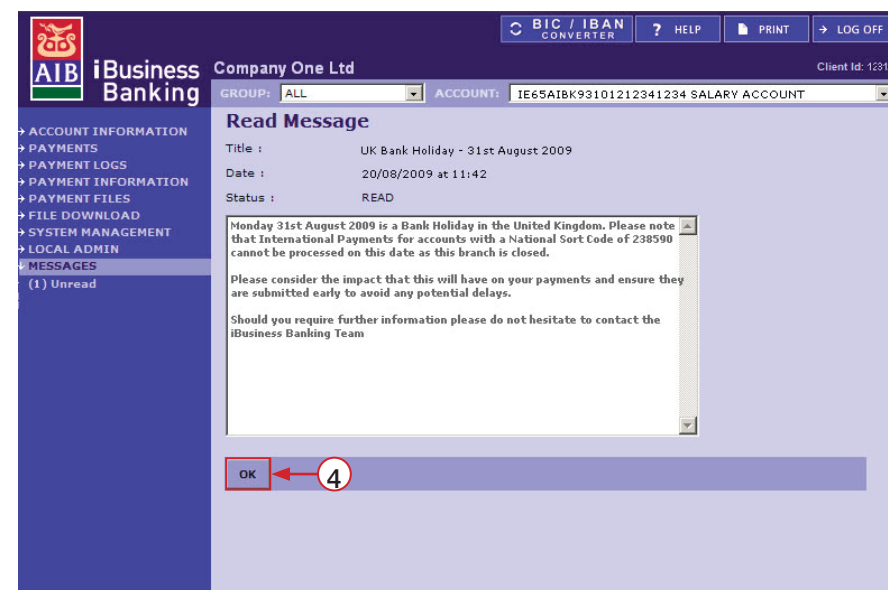 BIC / IBAN
CONVERTER
? HELP
PRINT
LOG OFF
AIB
iBusiness
Banking
Company One Ltd
Client Id: 1231
GROUP: ALL
ACCOUNT: IE65AIBK93101212341234 SALARY ACCOUNT
ACCOUNT INFORMATION
PAYMENTS
PAYMENT LOGS
PAYMENT INFORMATION
PAYMENT FILES
FILE DOWNLOAD
SYSTEM MANAGEMENT
LOCAL ADMIN
MESSAGES
(1) Unread
Read Message
Title : UK Bank Holiday - 31st August 2009
Date : 20/08/2009 at 11:42
Status : READ
Monday 31st August 2009 is a Bank Holiday in the United Kingdom. Please note
that International Payments for accounts with a National Sort Code of 238590
cannot be processed on this date as this branch is closed.
Please consider the impact that this will have on your payments and ensure they
are submitted early to avoid any potential delays.
Should you require further information please do not hesitate to contact the
iBusiness Banking Team
OK
4